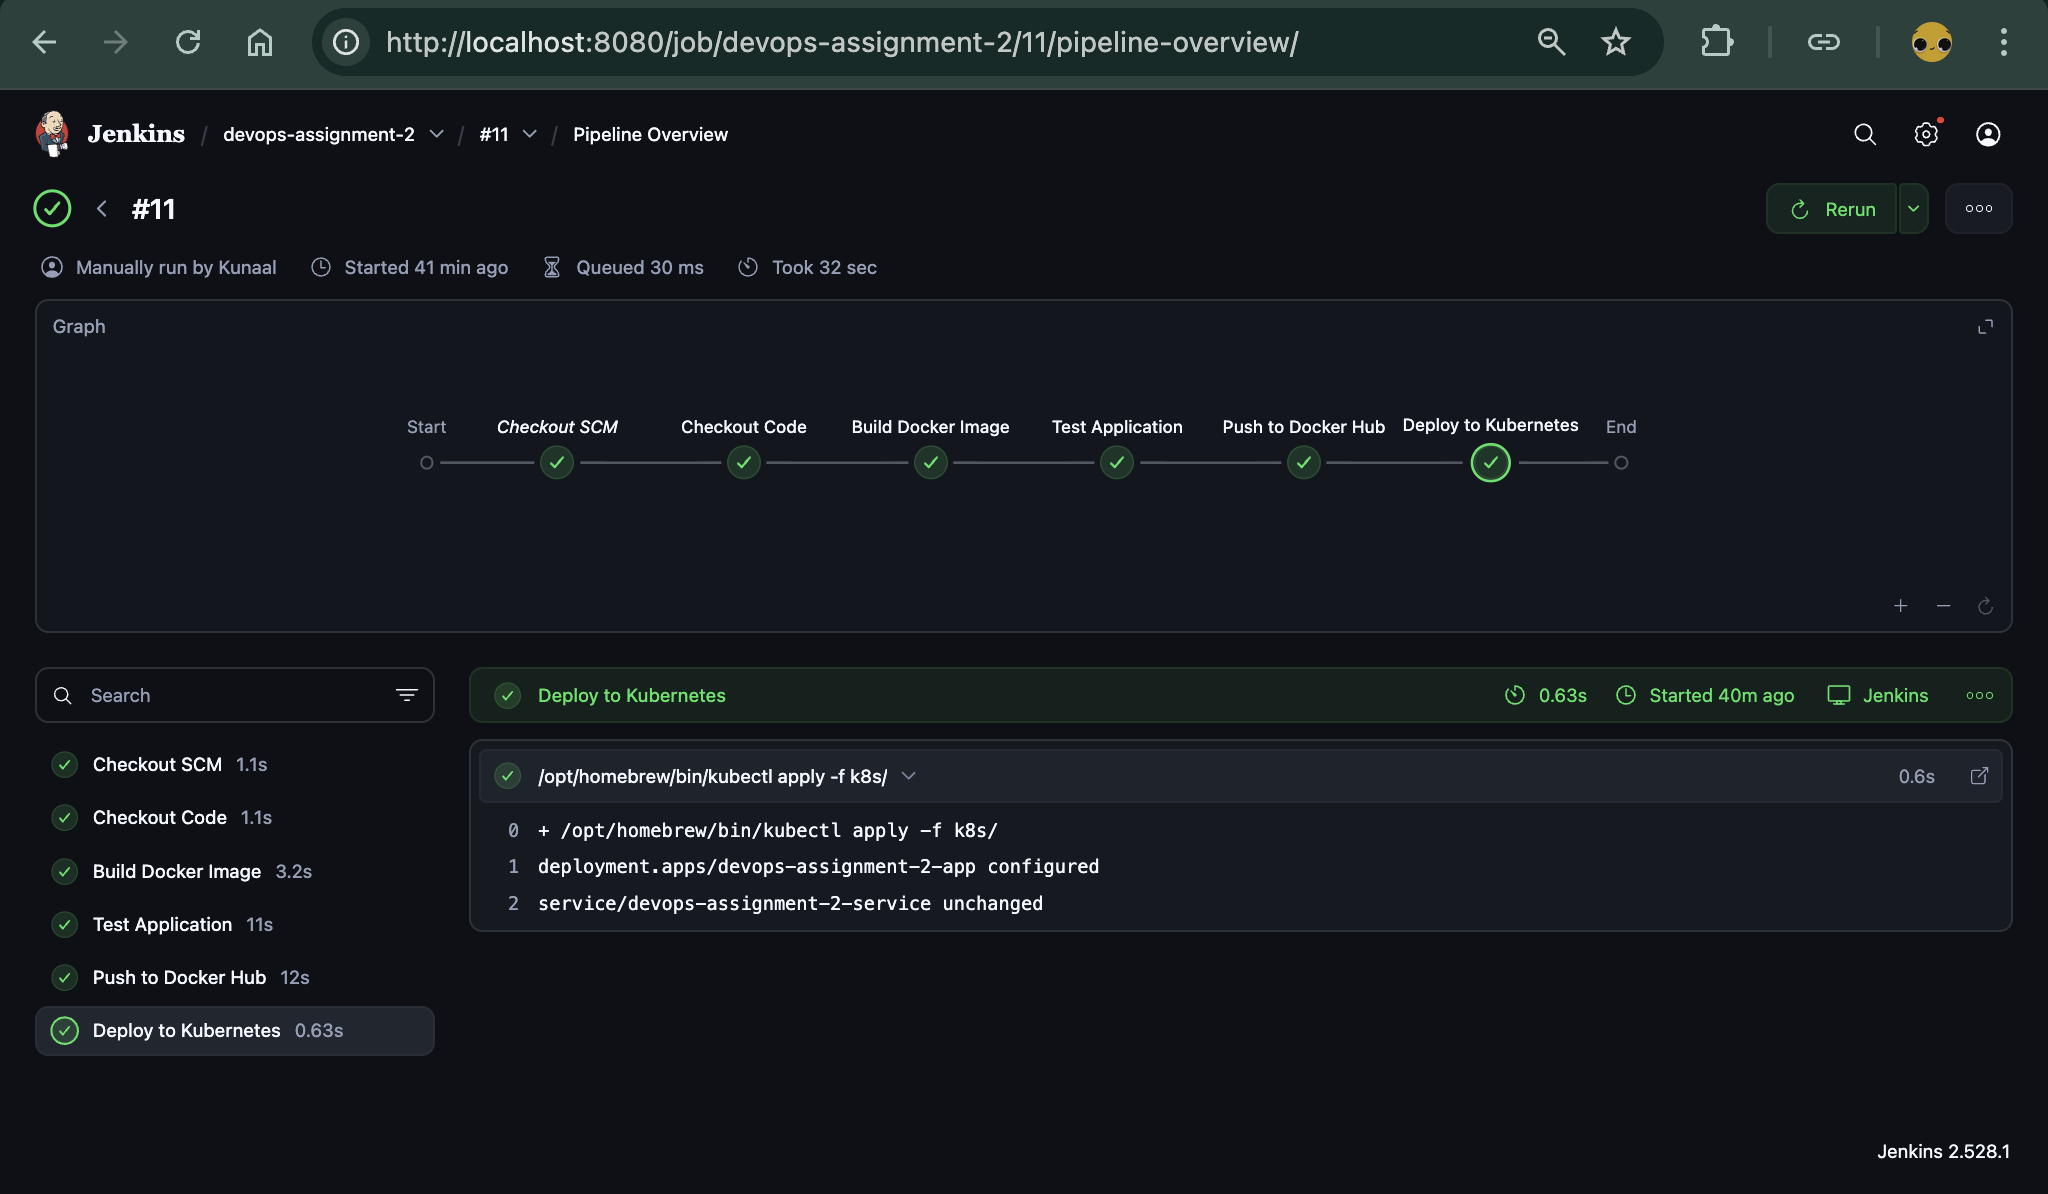 http://localhost:8080/job/devops-assignment-2/11/pipeline-overview/
Jenkins / devops-assignment-2 / #11 / Pipeline Overview
#11
Rerun
Manually run by Kunaal Started 41 min ago Queued 30 ms Took 32 sec
Graph
Start Checkout SCM Checkout Code Build Docker Image Test Application Push to Docker Hub Deploy to Kubernetes End
Search
Checkout SCM 1.1s
Checkout Code 1.1s
Build Docker Image 3.2s
Test Application 11s
Push to Docker Hub 12s
Deploy to Kubernetes 0.63s
Deploy to Kubernetes 0.63s Started 40m ago Jenkins
/opt/homebrew/bin/kubectl apply -f k8s/ 0.6s
0 + /opt/homebrew/bin/kubectl apply -f k8s/
1 deployment.apps/devops-assignment-2-app configured
2 service/devops-assignment-2-service unchanged
Jenkins 2.528.1